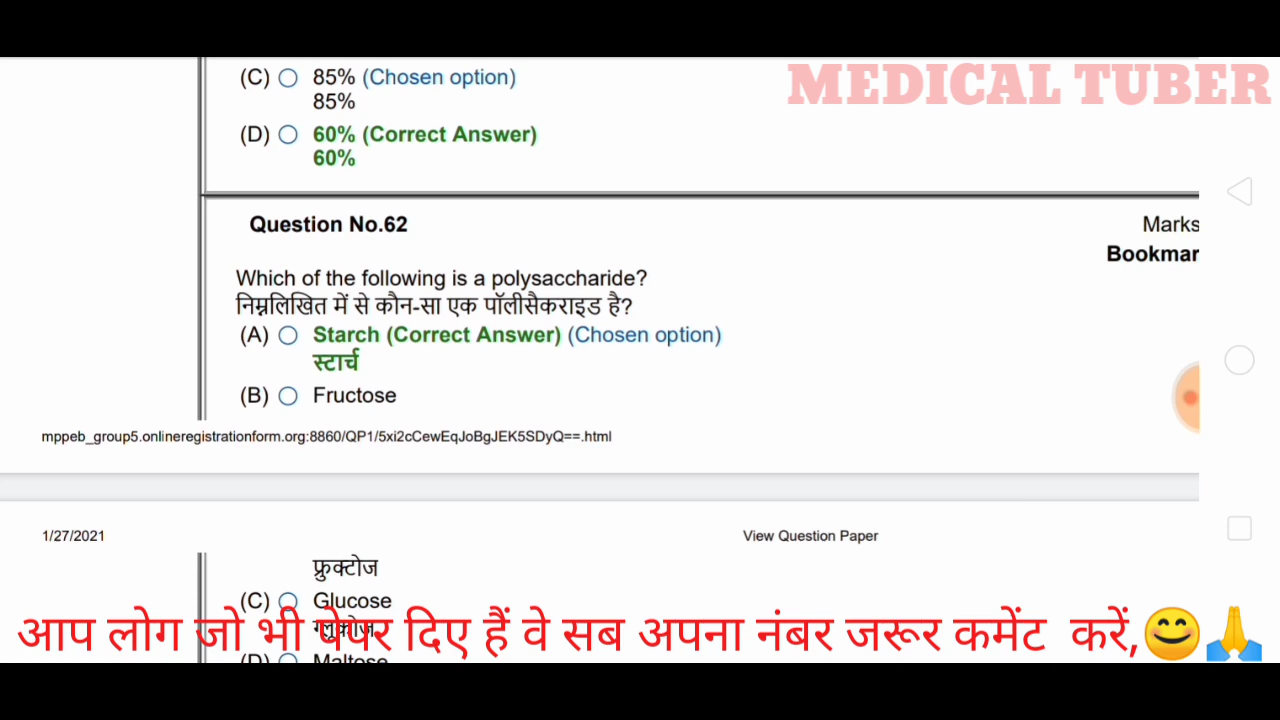 (C) 85% (Chosen option)
85%
MEDICAL TUBER
(D) 60% (Correct Answer)
60%
Question No.62
Marks
Bookmar
Which of the following is a polysaccharide?
निम्नलिखित में से कौन-सा एक पॉलीसैकराइड है?
(A) Starch (Correct Answer) (Chosen option)
स्टार्च
(B) Fructose
mppeb_group5.onlineregistrationform.org:8860/QP1/5xi2cCewEqJoBgJEK5SDyQ==.html
1/27/2021
View Question Paper
फ्रुक्टोज
(C) Glucose
ग्लूकोज
आप लोग जो भी पेपर दिए हैं वे सब अपना नंबर जरूर कमेंट करें,😊🙏
(D) Maltose